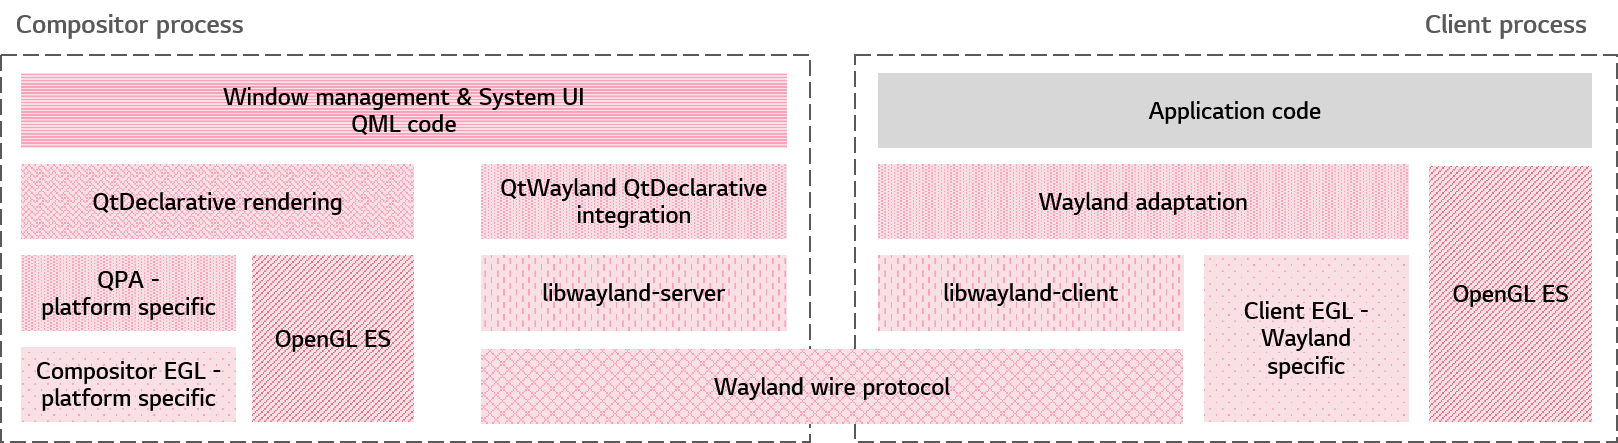 Compositor process
Client process
Window management & System UI
QML code
Application code
QtDeclarative rendering
QtWayland QtDeclarative
integration
Wayland adaptation
QPA -
platform specific
OpenGL ES
libwayland-server
libwayland-client
Client EGL -
Wayland
specific
OpenGL ES
Compositor EGL -
platform specific
Wayland wire protocol